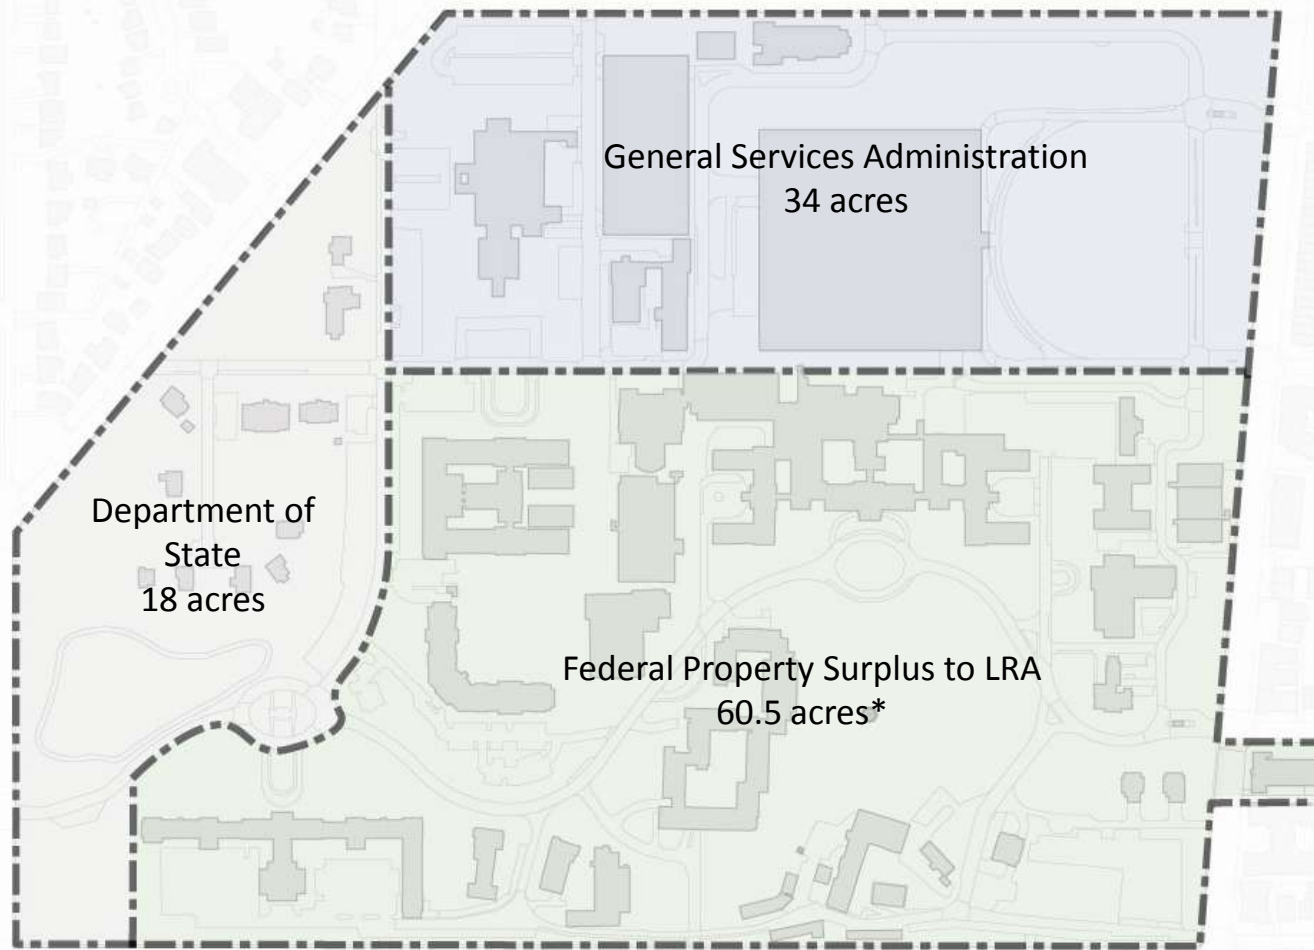 General Services Administration
34 acres
Department of
State
18 acres
Federal Property Surplus to LRA
60.5 acres*